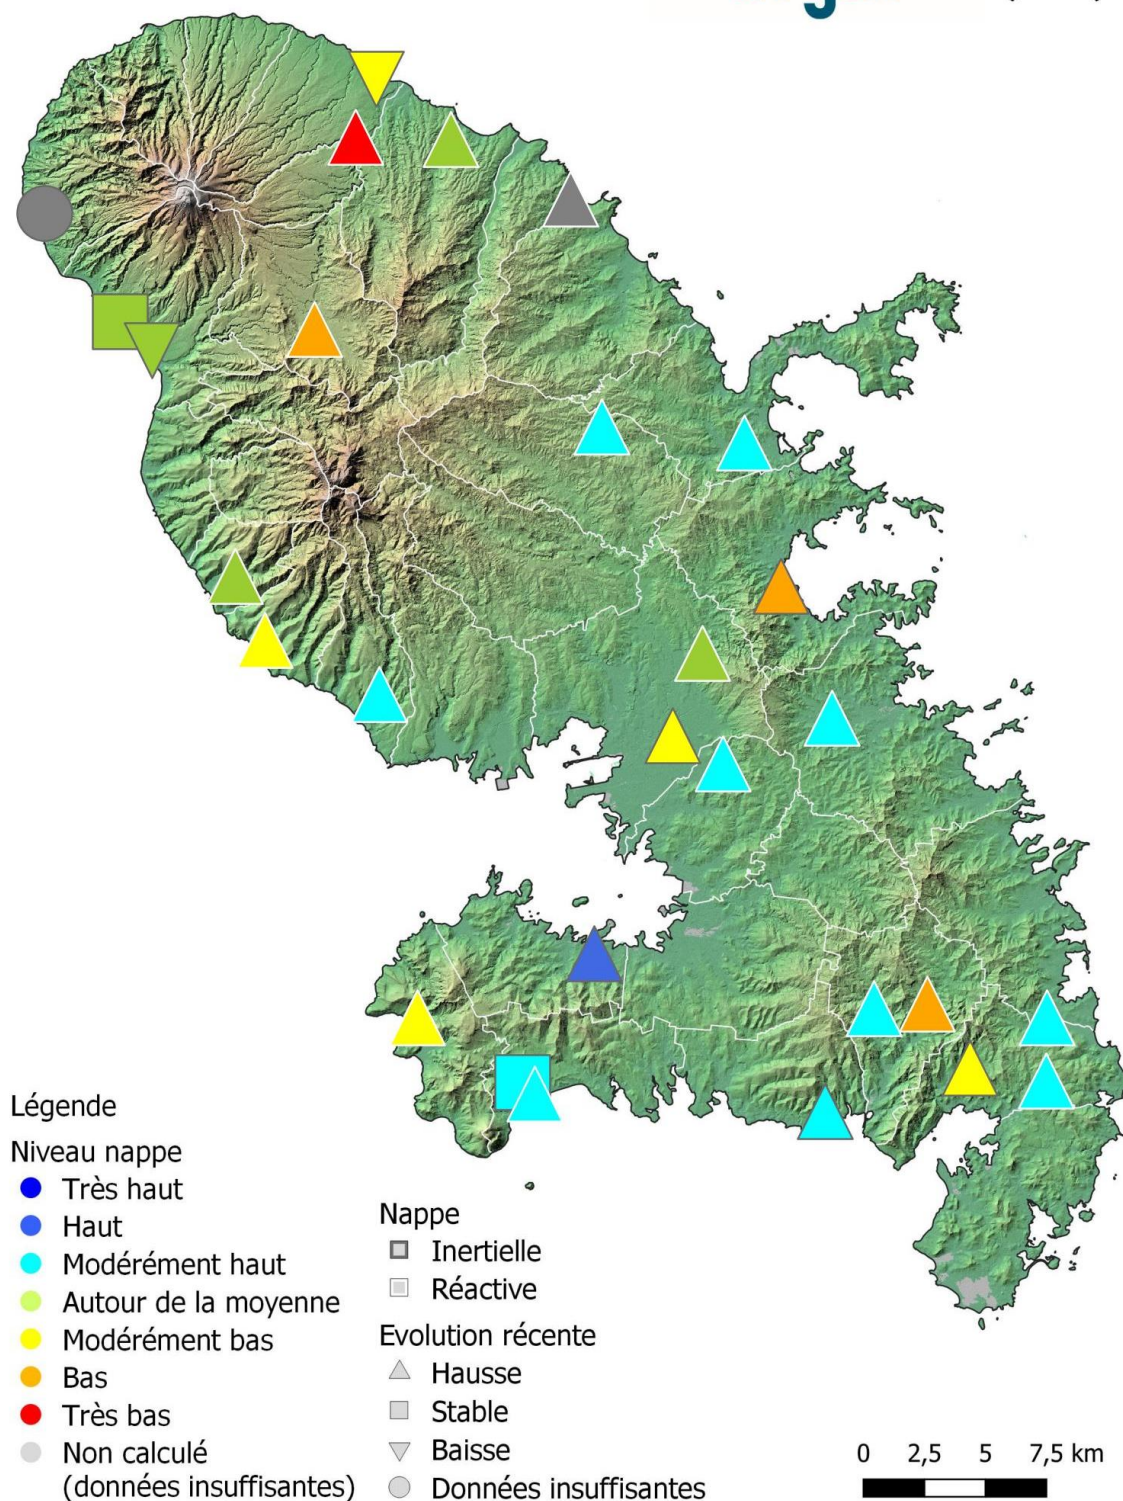 Légende
Niveau nappe
Très haut
Haut
Modérément haut
Autour de la moyenne
Modérément bas
Bas
Très bas
Non calculé
(données insuffisantes)
Nappe
Inertielle
Réactive
Evolution récente
Hausse
Stable
Baisse
Données insuffisantes
0 2,5 5 7,5 km